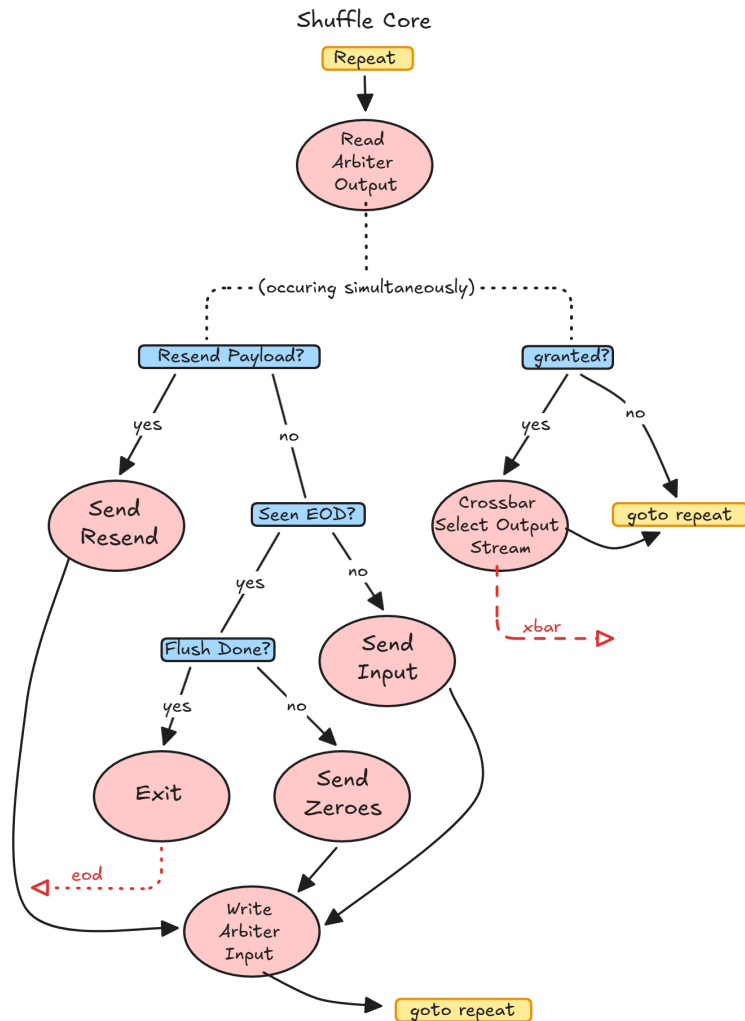 Shuffle Core
Repeat
Read
Arbiter
Output
(occuring simultaneously)
Resend Payload?
granted?
yes
no
yes
no
Send
Resend
Seen EOD?
Crossbar
Select Output
Stream
goto repeat
yes
no
xbar
Flush Done?
Send
Input
yes
no
Exit
Send
Zeroes
eod
Write
Arbiter
Input
goto repeat